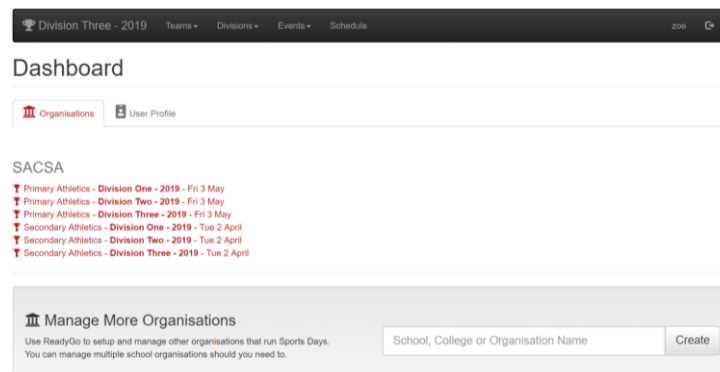 Division Three - 2019 Teams Divisions Events Schedule zoe
Dashboard
Organisations User Profile
SACSA
Primary Athletics - Division One - 2019 - Fri 3 May
Primary Athletics - Division Two - 2019 - Fri 3 May
Primary Athletics - Division Three - 2019 - Fri 3 May
Secondary Athletics - Division One - 2019 - Tue 2 April
Secondary Athletics - Division Two - 2019 - Tue 2 April
Secondary Athletics - Division Three - 2019 - Tue 2 April
Manage More Organisations
Use ReadyGo to setup and manage other organisations that run Sports Days.
You can manage multiple school organisations should you need to.
School, College or Organisation Name Create